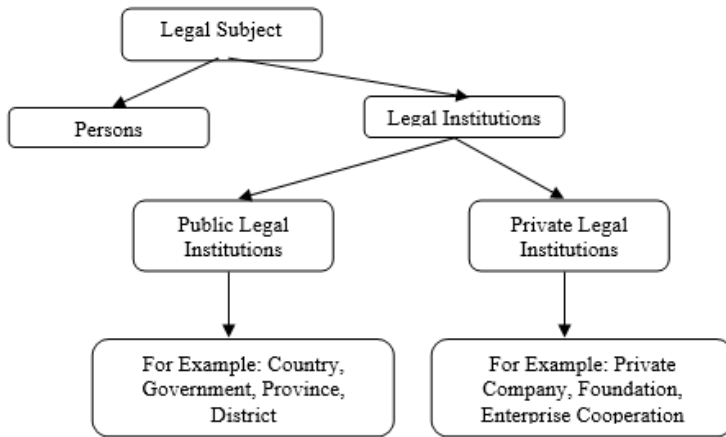 Legal Subject
Persons
Legal Institutions
Public Legal
Institutions
Private Legal
Institutions
For Example: Country,
Government, Province,
District
For Example: Private
Company, Foundation,
Enterprise Cooperation